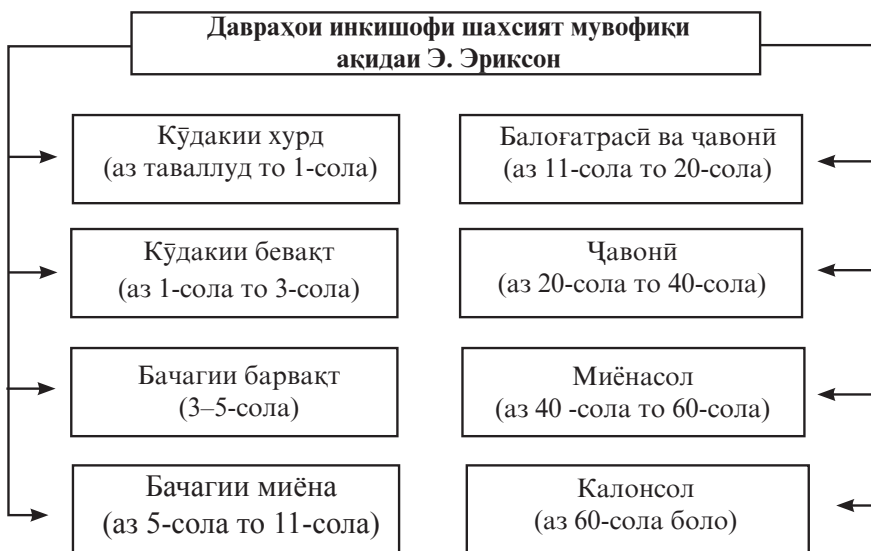 Давраҳои инкишофи шахсият мувофиқи
ақидаи Э. Эриксон
Кӯдакии хурд
(аз таваллуд то 1-сола)
Кӯдакии бевақт
(аз 1-сола то 3-сола)
Бачагии барвақт
(3–5-сола)
Бачагии миёна
(аз 5-сола то 11-сола)
Балоғатрасӣ ва ҷавонӣ
(аз 11-сола то 20-сола)
Ҷавонӣ
(аз 20-сола то 40-сола)
Миёнасол
(аз 40 -сола то 60-сола)
Калонсол
(аз 60-сола боло)